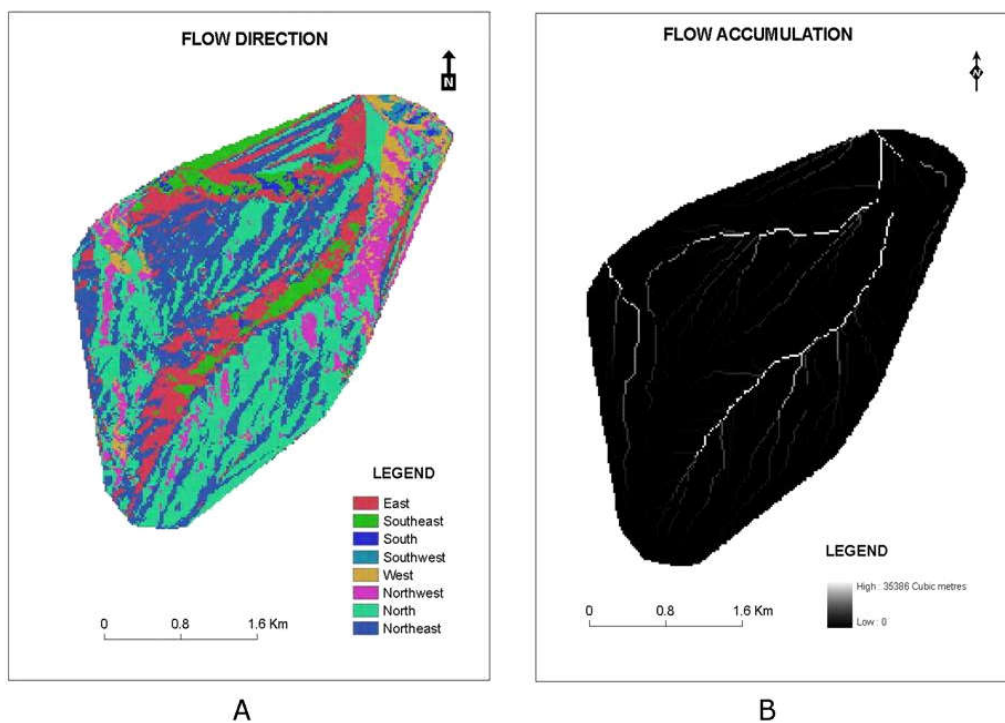 FLOW DIRECTION
N
LEGEND
East
Southeast
South
Southwest
West
Northwest
North
Northeast
0 0.8 1.6 Km
A
FLOW ACCUMULATION
N
LEGEND
High : 35386 Cubic metres
Low : 0
0 0.8 1.6 Km
B